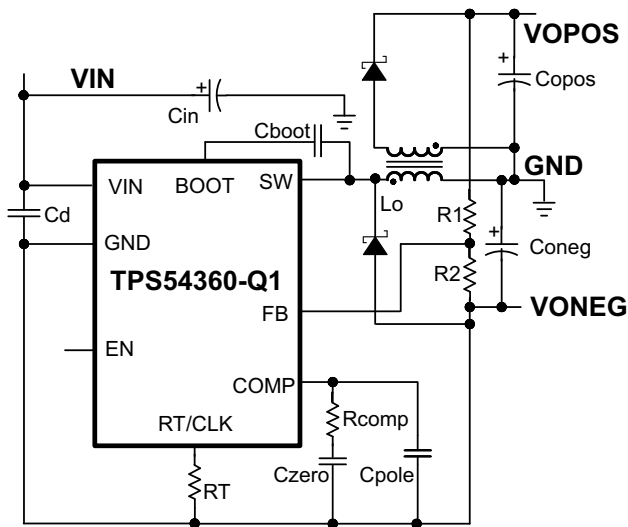 VOPOS
VIN
+
+
Copos
Cin
Cboot
GND
VIN
BOOT
SW
Lo
Cd
R1
+
GND
Coneg
TPS54360-Q1
R2
FB
VONEG
EN
COMP
RT/CLK
Rcomp
RT
Czero
Cpole